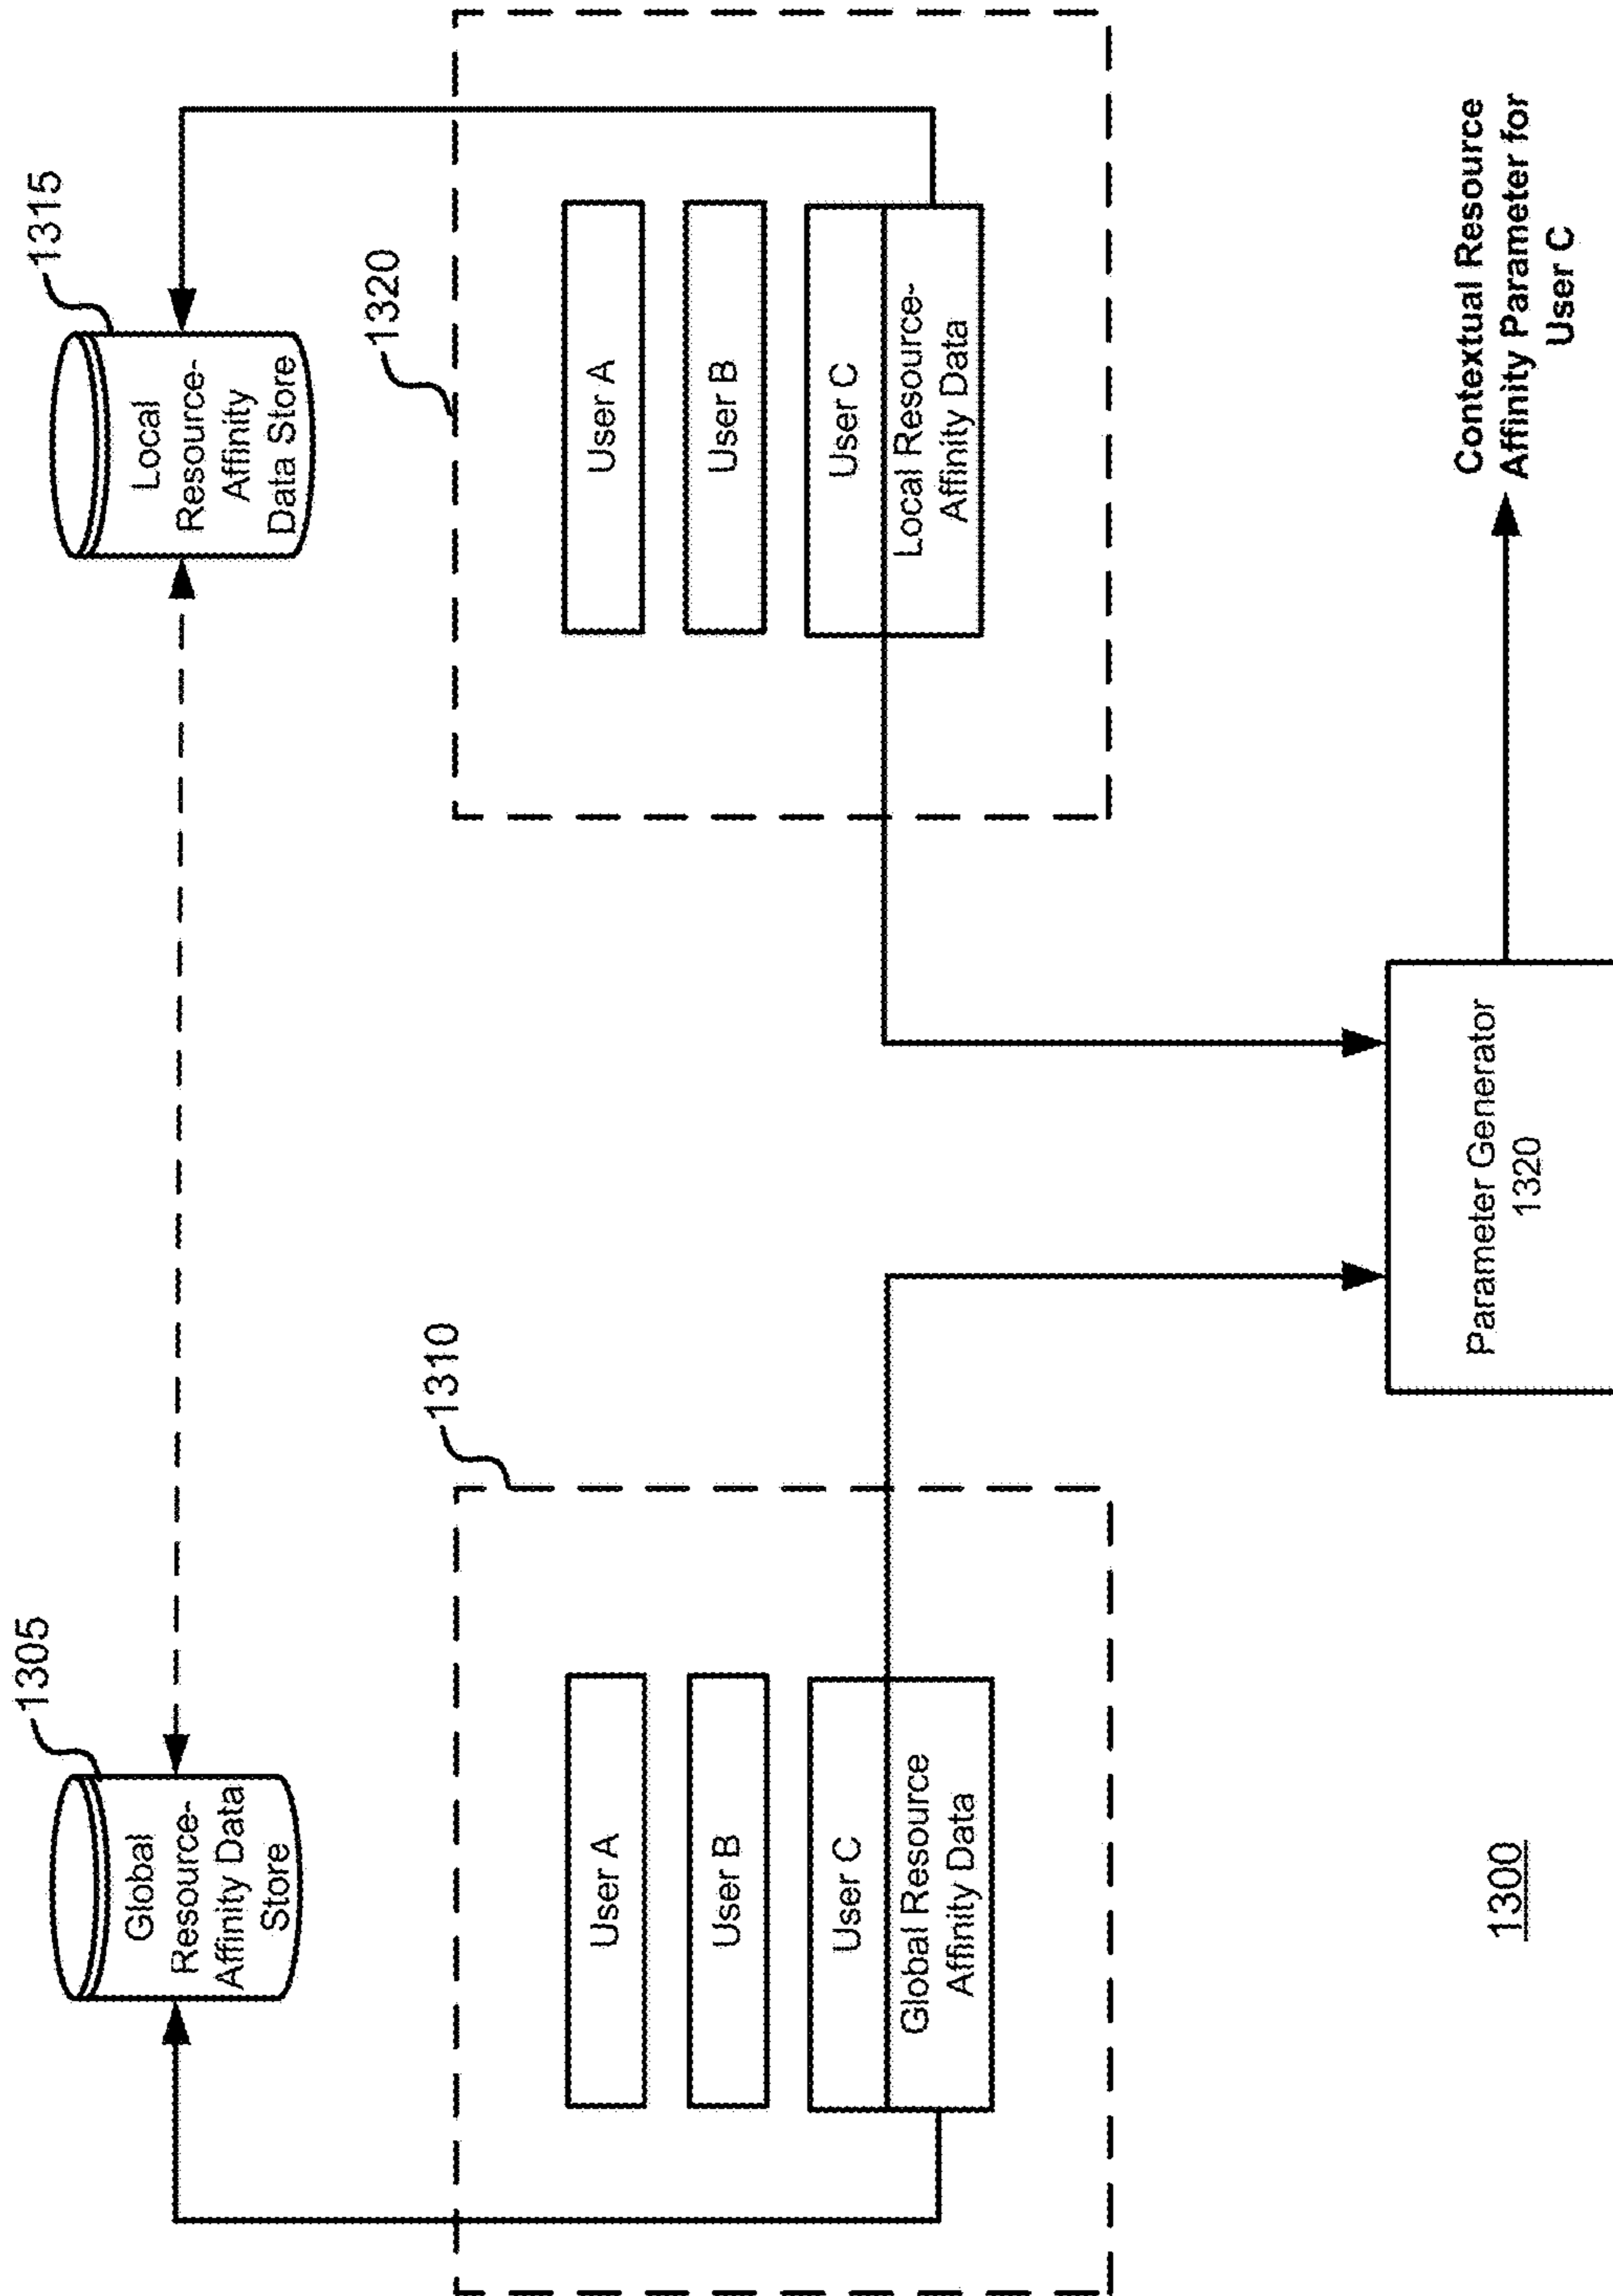 1305
Global
Resource-
Affinity Data
Store
1315
Local
Resource-
Affinity
Data Store
1310
User A
User B
User C
Global Resource
Affinity Data
1320
User A
User B
User C
Local Resource-
Affinity Data
Parameter Generator
1320
Contextual Resource
Affinity Parameter for
User C
1300